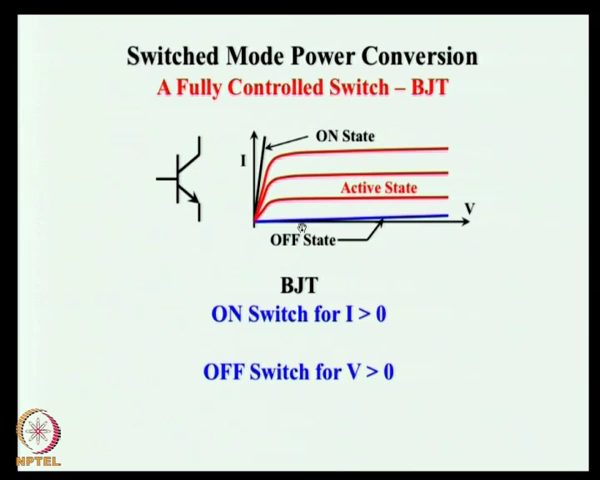 Switched Mode Power Conversion
A Fully Controlled Switch – BJT
ON State
I
Active State
V
OFF State
BJT
ON Switch for I > 0
OFF Switch for V > 0
NPTEL